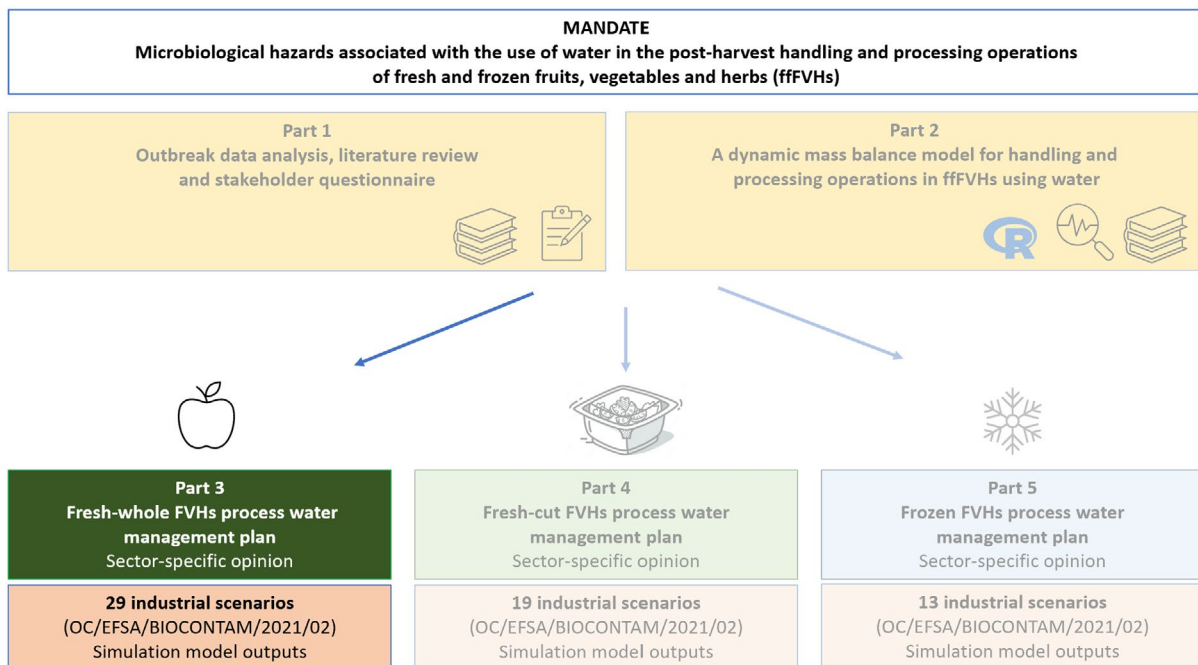 MANDATE
Microbiological hazards associated with the use of water in the post-harvest handling and processing operations
of fresh and frozen fruits, vegetables and herbs (ffFVHs)
Part 1
Outbreak data analysis, literature review
and stakeholder questionnaire
Part 2
A dynamic mass balance model for handling and
processing operations in ffFVHs using water
R
Part 3
Fresh-whole FVHs process water
management plan
Sector-specific opinion
29 industrial scenarios
(OC/EFSA/BIOCONTAM/2021/02)
Simulation model outputs
Part 4
Fresh-cut FVHs process water
management plan
Sector-specific opinion
19 industrial scenarios
(OC/EFSA/BIOCONTAM/2021/02)
Simulation model outputs
Part 5
Frozen FVHs process water
management plan
Sector-specific opinion
13 industrial scenarios
(OC/EFSA/BIOCONTAM/2021/02)
Simulation model outputs